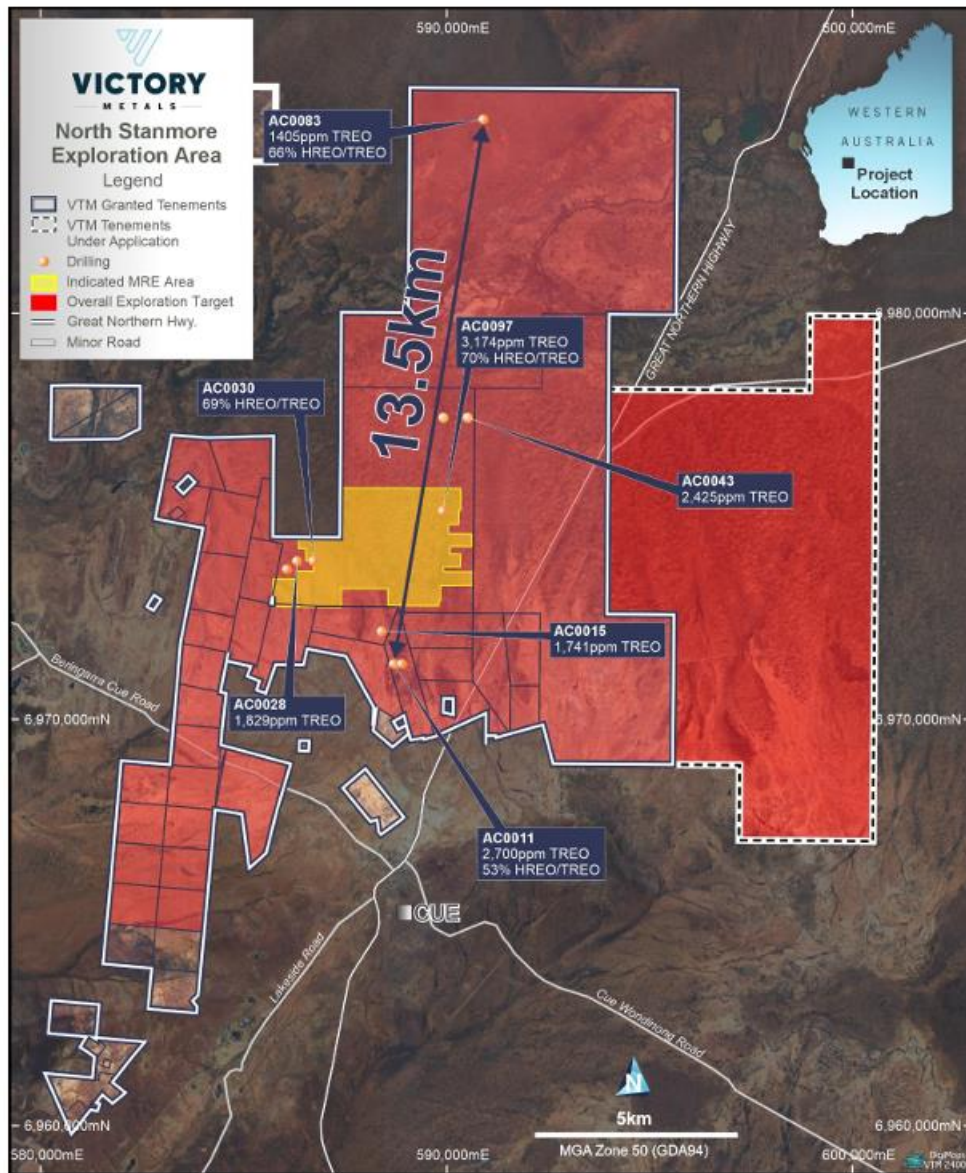 590,000mE
600,000mE
VICTORY
METALS
North Stanmore
Exploration Area
Legend
VTM Granted Tenements
VTM Tenements
Under Application
Drilling
Indicated MRE Area
Overall Exploration Target
Great Northern Hwy.
Minor Road
WESTERN
AUSTRALIA
Project
Location
AC0083
1405ppm TREO
66% HREO/TREO
GREAT NORTHERN HIGHWAY
13.5km
6,980,000mN
AC0097
3,174ppm TREO
70% HREO/TREO
AC0030
69% HREO/TREO
AC0043
2,425ppm TREO
AC0015
1,741ppm TREO
Beringarra Cue Road
AC0028
1,829ppm TREO
6,970,000mN
6,970,000mN
AC0011
2,700ppm TREO
53% HREO/TREO
CUE
Lakeside Road
Cue Wondinong Road
N
5km
MGA Zone 50 (GDA94)
6,960,000mN
6,960,000mN
580,000mE
590,000mE
600,000mE